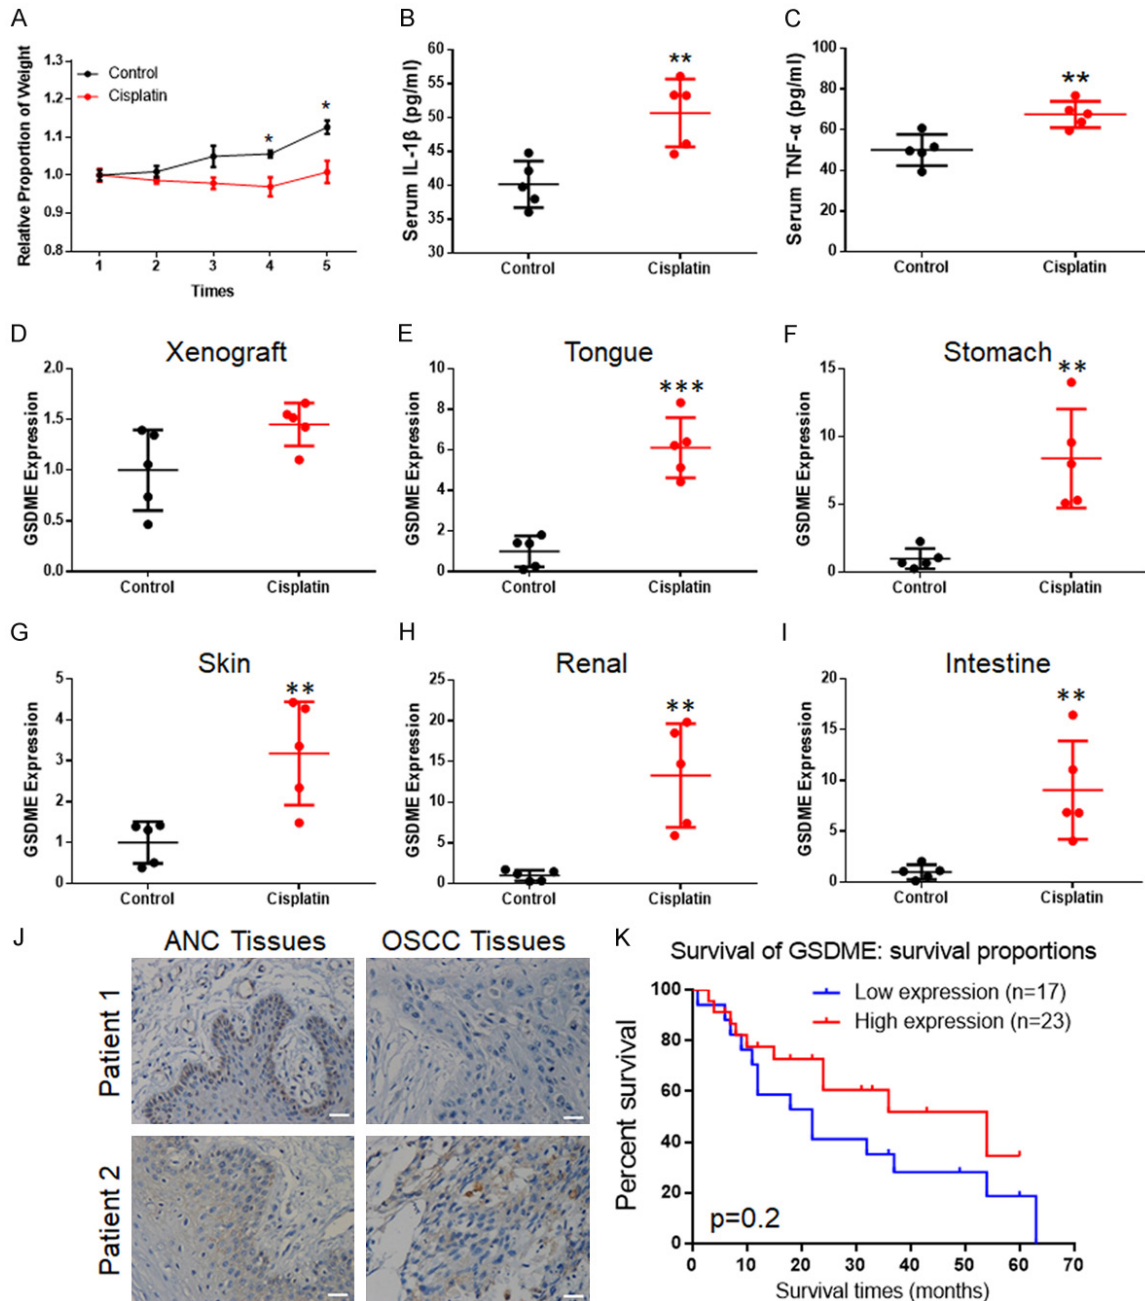 A
Relative Proportion of Weight
1.3
1.2
1.1
1.0
0.9
0.8
Control
Cisplatin
*
*
1 2 3 4 5
Times
B
Serum IL-1β (pg/ml)
60
55
50
45
40
35
30
**
Control Cisplatin
C
Serum TNF-α (pg/ml)
100
80
60
40
20
0
**
Control Cisplatin
D
Xenograft
GSDME Expression
2.0
1.5
1.0
0.5
0.0
Control Cisplatin
E
Tongue
GSDME Expression
10
8
6
4
2
0
***
Control Cisplatin
F
Stomach
GSDME Expression
15
10
5
0
**
Control Cisplatin
G
Skin
GSDME Expression
5
4
3
2
1
0
**
Control Cisplatin
H
Renal
GSDME Expression
25
20
15
10
5
0
**
Control Cisplatin
I
Intestine
GSDME Expression
20
15
10
5
0
**
Control Cisplatin
J
ANC Tissues OSCC Tissues
Patient 1
Patient 2
K
Survival of GSDME: survival proportions
Percent survival
100
80
60
40
20
0
Low expression (n=17)
High expression (n=23)
p=0.2
0 10 20 30 40 50 60 70
Survival times (months)